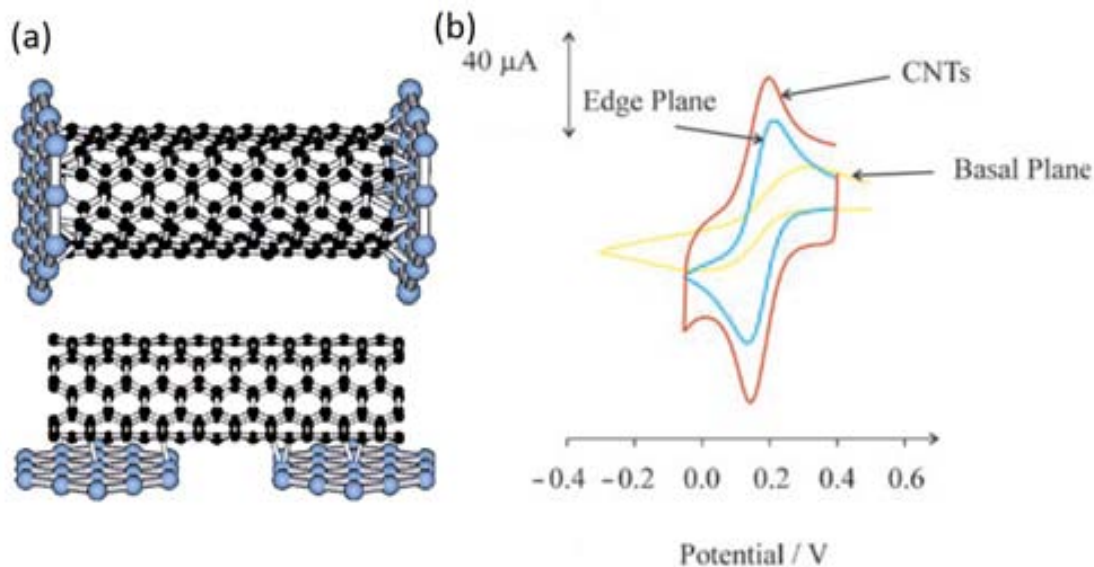 (a)
(b)
40 μA
CNTs
Edge Plane
Basal Plane
−0.4 −0.2 0.0 0.2 0.4 0.6
Potential / V